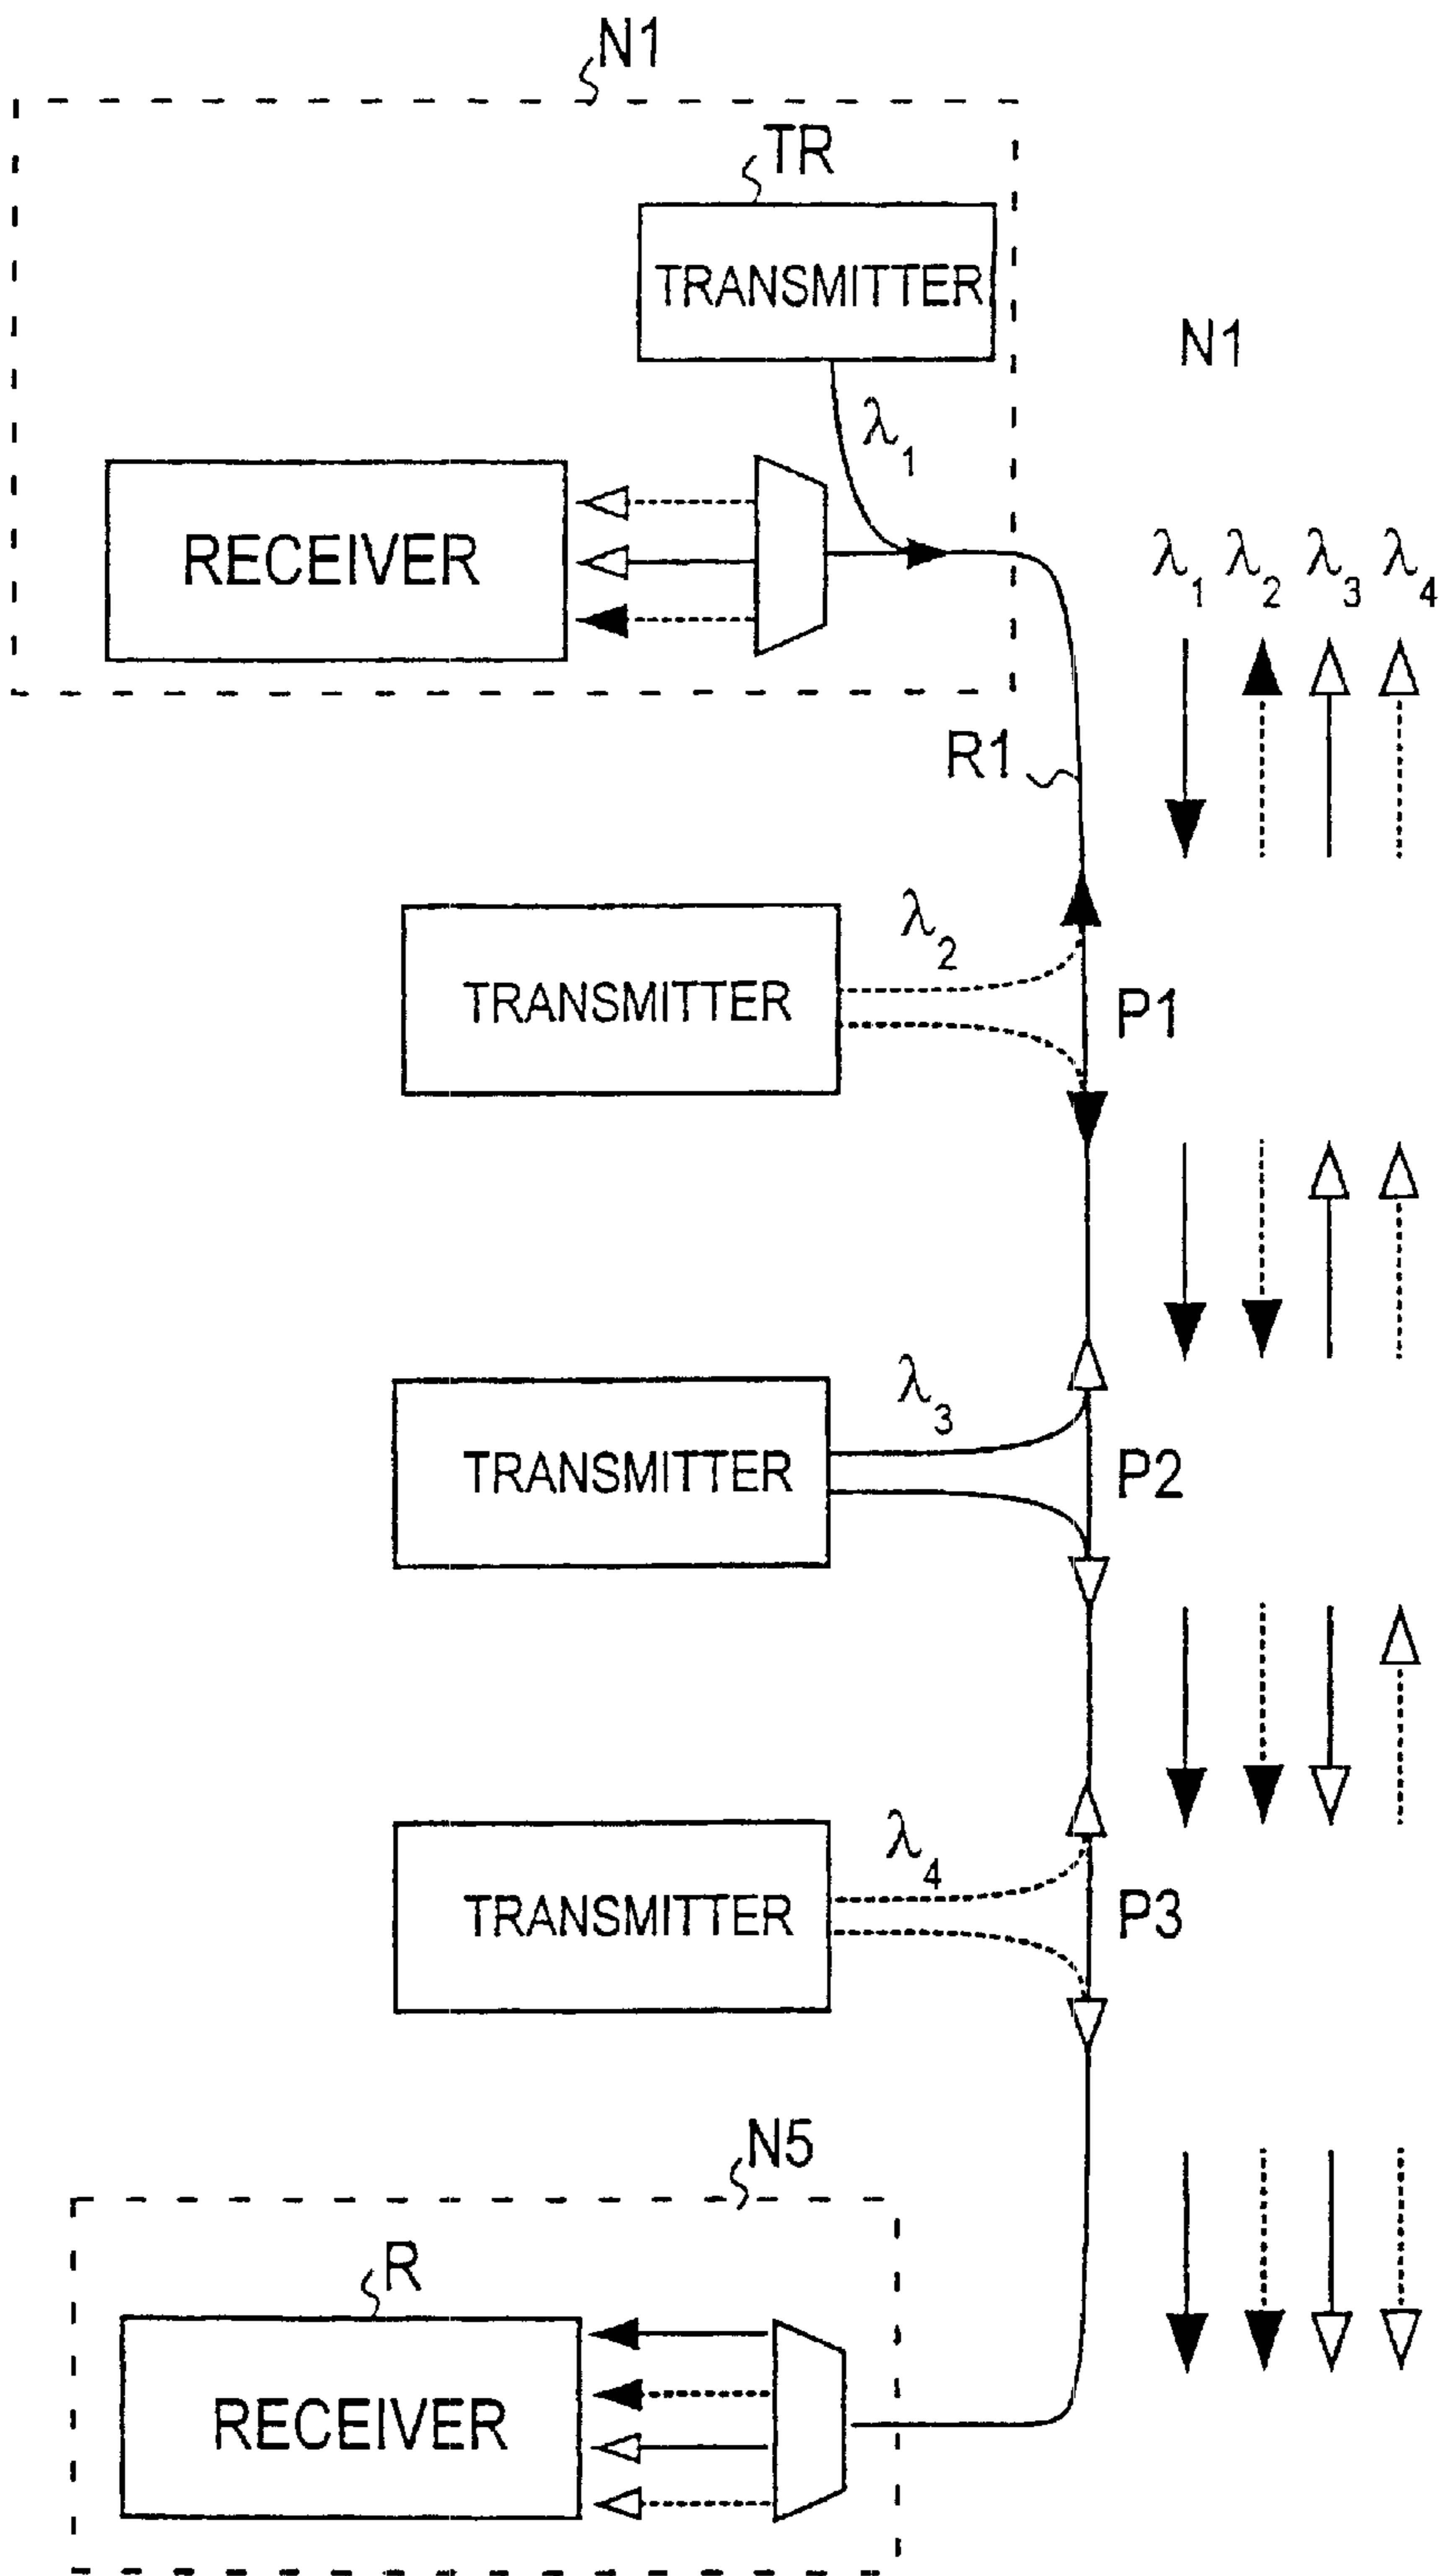 N1
TR
TRANSMITTER
N1
λ1
RECEIVER
λ1 λ2 λ3 λ4
R1
λ2
TRANSMITTER
P1
λ3
TRANSMITTER
P2
λ4
TRANSMITTER
P3
N5
R
RECEIVER